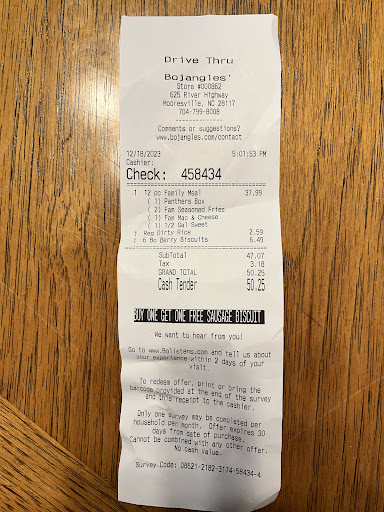 Drive Thru
Bojangles'
Store #000862
625 River Highway
Mooresville, NC 28117
704-799-8008
Comments or suggestions?
www.bojangles.com/contact
12/18/2023 5:01:53 PM
Cashier:
Check: 458434
1 12 pc Family Meal 37.99
( 1) Panthers Box
( 2) Fam Seasoned Fries
( 1) Fam Mac & Cheese
( 1) 1/2 Gal Sweet
1 Reg Dirty Rice 2.59
1 6 Bo Berry Biscuits 6.49
SubTotal 47.07
Tax 3.18
GRAND TOTAL 50.25
Cash Tender 50.25
BUY ONE GET ONE FREE SAUSAGE BISCUIT
We want to hear from you!
Go to www.Bolistens.com and tell us about
your experience within 2 days of your
visit.
To redeem offer, print or bring the
barcode provided at the end of the survey
and this receipt to the cashier.
Only one survey may be completed per
household per month. Offer expires 30
days from date of purchase.
Cannot be combined with any other offer.
No cash value.
Survey Code: 08621-2182-3174-58434-4